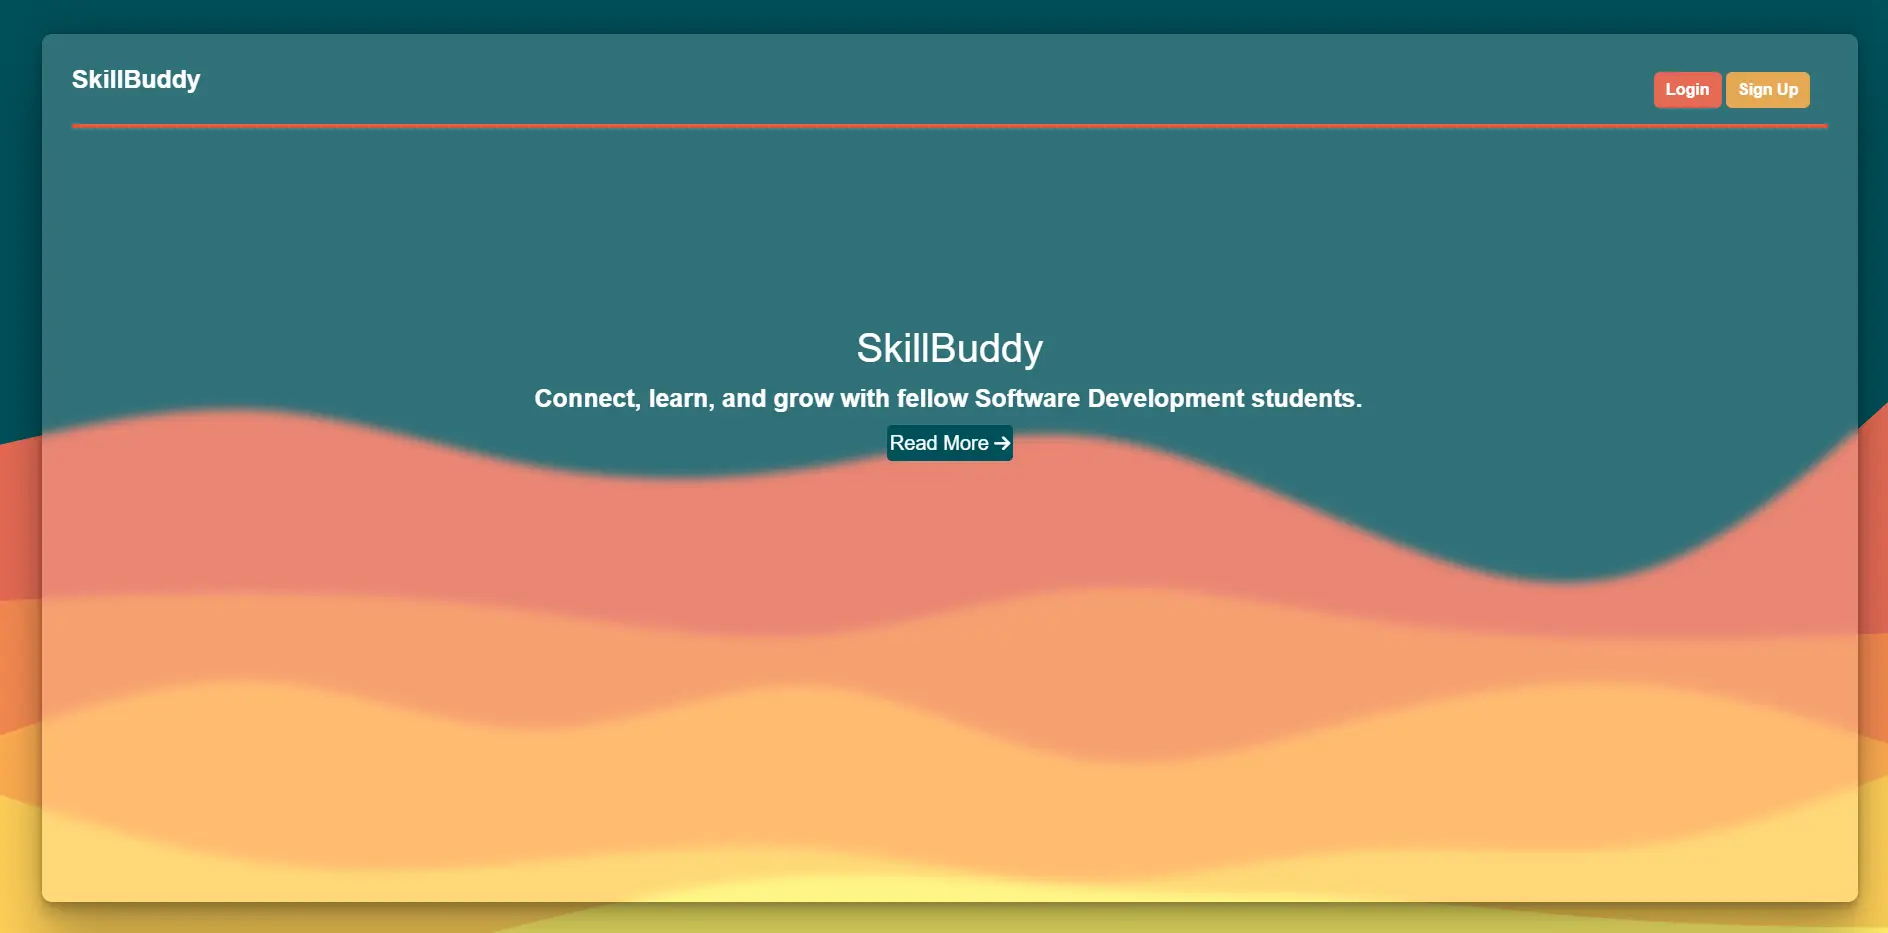 SkillBuddy
Login
Sign Up
SkillBuddy
Connect, learn, and grow with fellow Software Development students.
Read More →